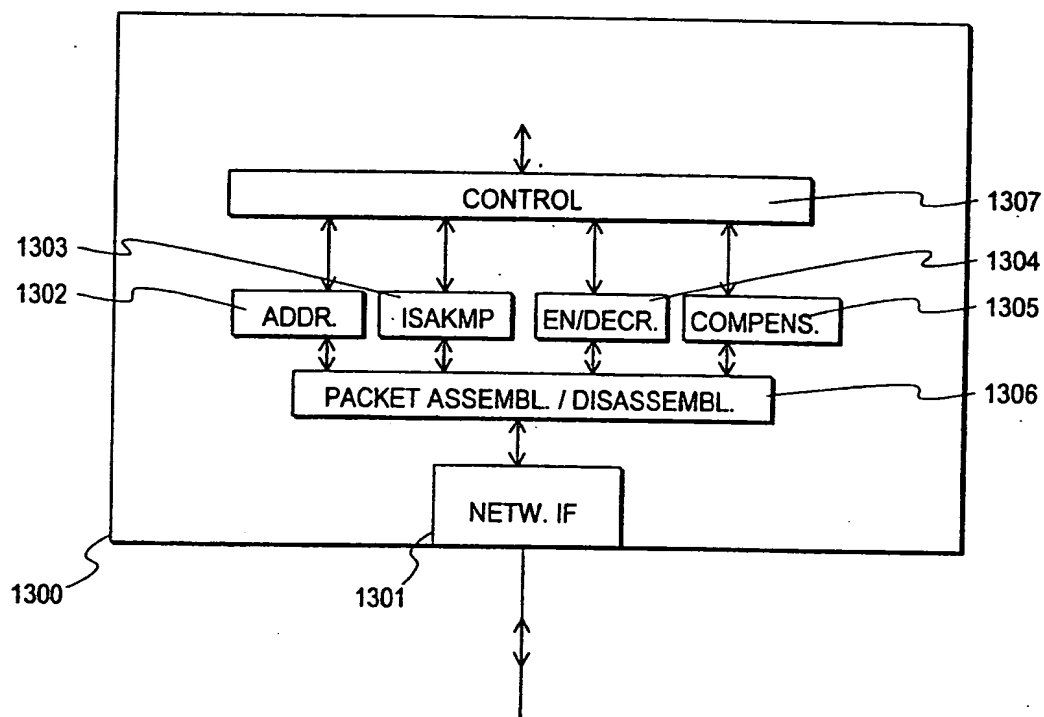 CONTROL
1307
1303
1304
1302
ADDR.
ISAKMP
EN/DECR.
COMPENS.
1305
PACKET ASSEMBL. / DISASSEMBL.
1306
NETW. IF
1300
1301